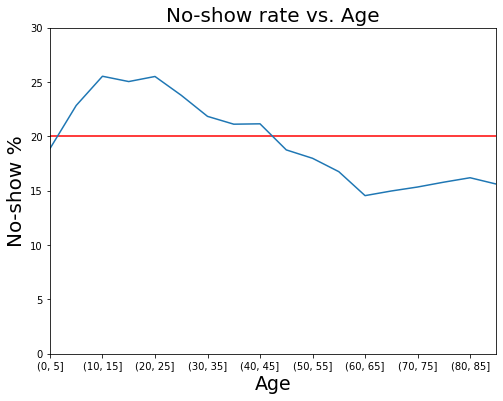 No-show rate vs. Age
30
25
20
15
10
5
0
No-show %
(0, 5] (10, 15] (20, 25] (30, 35] (40, 45] (50, 55] (60, 65] (70, 75] (80, 85]
Age